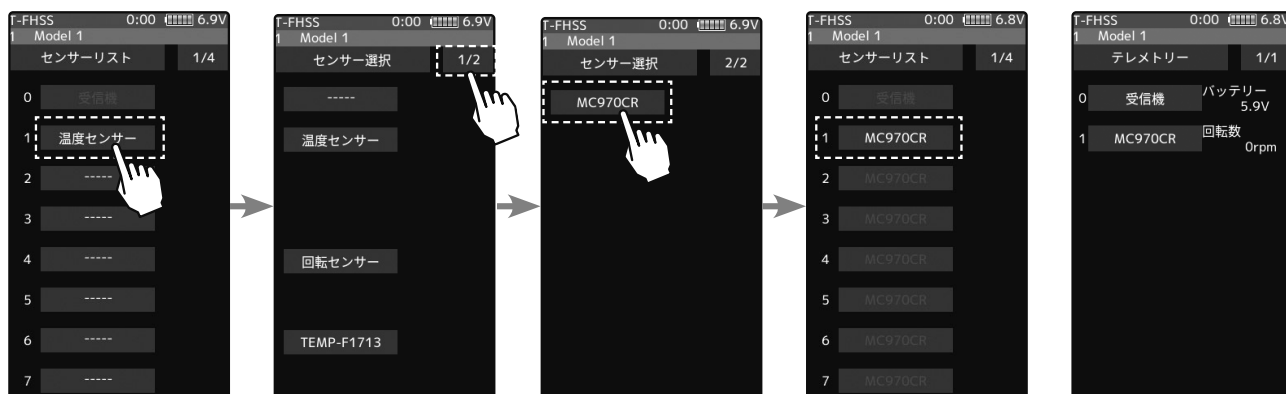 T-FHSS 0:00 6.9V
1 Model 1
センサーリスト 1/4
0 受信機
1 温度センサー
2 -----
3 -----
4 -----
5 -----
6 -----
7 -----
T-FHSS 0:00 6.9V
1 Model 1
センサー選択 1/2
-----
温度センサー
回転センサー
TEMP-F1713
T-FHSS 0:00 6.9V
1 Model 1
センサー選択 2/2
MC970CR
T-FHSS 0:00 6.8V
1 Model 1
センサーリスト 1/4
0 受信機
1 MC970CR
2 MC970CR
3 MC970CR
4 MC970CR
5 MC970CR
6 MC970CR
7 MC970CR
T-FHSS 0:00 6.8V
1 Model 1
テレメトリー 1/1
0 受信機 バッテリー
5.9V
1 MC970CR 回転数
0rpm